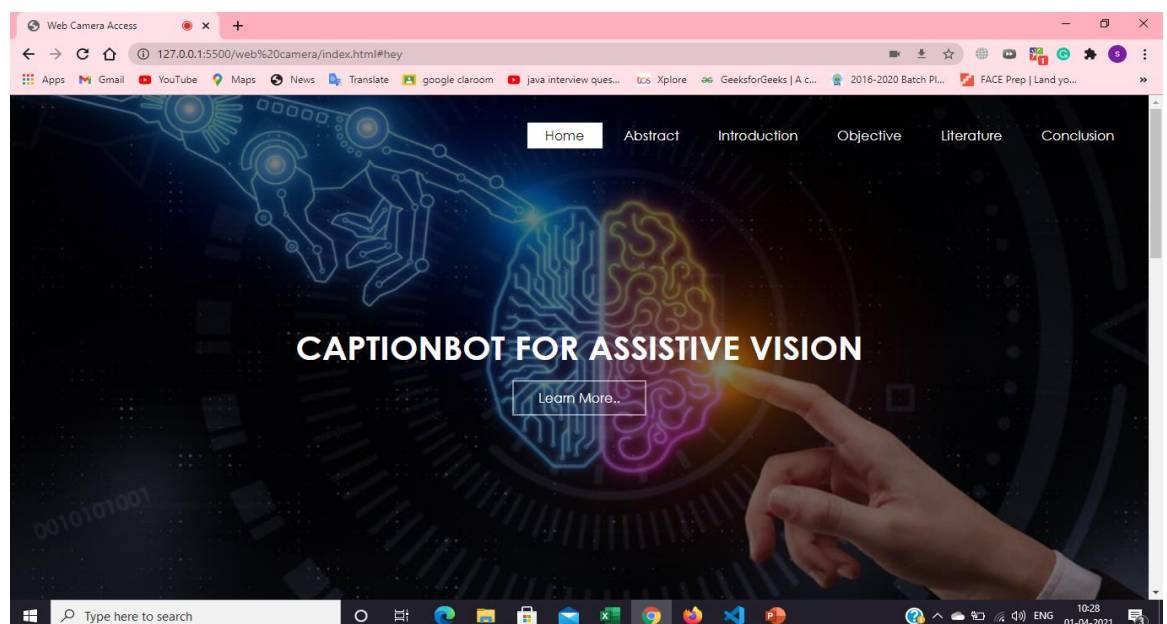 Web Camera Access
127.0.0.1:5500/web%20camera/index.html#hey
Apps Gmail YouTube Maps News Translate google claroom java interview ques... tcs Xplore GeeksforGeeks | A c... 2016-2020 Batch Pl... FACE Prep | Land yo... »
Home Abstract Introduction Objective Literature Conclusion
CAPTIONBOT FOR ASSISTIVE VISION
Learn More..
0010101001
Type here to search
ENG
10:28
01-04-2021